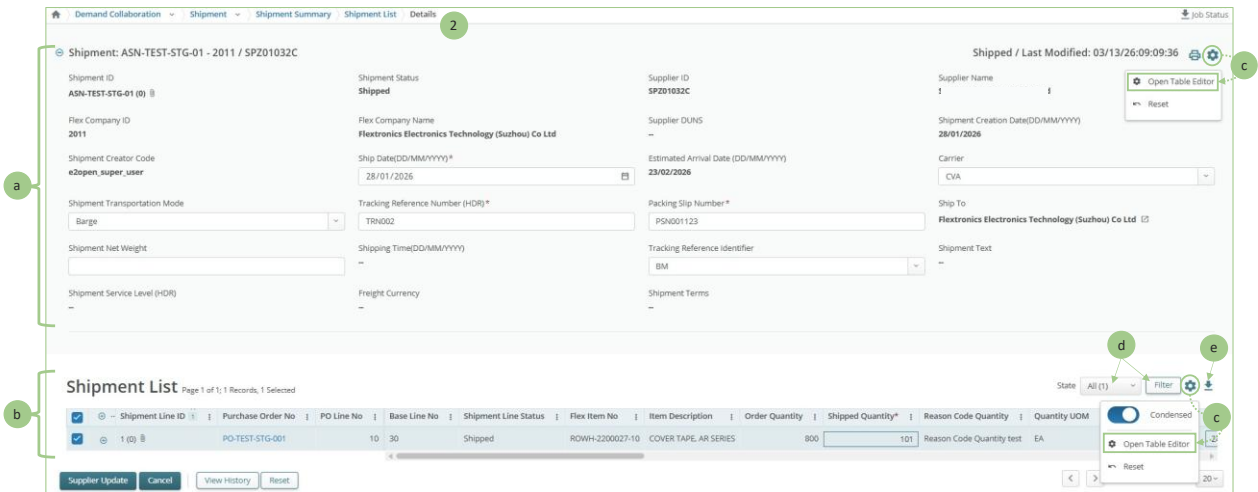 Demand Collaboration Shipment Shipment Summary Shipment List Details
2
Job Status
Shipment: ASN-TEST-STG-01 - 2011 / SPZ01032C
Shipped / Last Modified: 03/13/26:09:09:36
c
Shipment ID
Shipment Status
Supplier ID
Supplier Name
ASN-TEST-STG-01 (0)
Shipped
SPZ01032C
Open Table Editor
Reset
Flex Company ID
Flex Company Name
Supplier DUNS
Shipment Creation Date(DD/MM/YYYY)
2011
Flextronics Electronics Technology (Suzhou) Co Ltd
--
28/01/2026
Shipment Creator Code
Ship Date(DD/MM/YYYY)*
Estimated Arrival Date (DD/MM/YYYY)
Carrier
e2open_super_user
28/01/2026
23/02/2026
CVA
a
Shipment Transportation Mode
Tracking Reference Number (HDR)*
Packing Slip Number*
Ship To
Barge
TRN002
PSN001123
Flextronics Electronics Technology (Suzhou) Co Ltd
Shipment Net Weight
Shipping Time(DD/MM/YYYY)
Tracking Reference Identifier
Shipment Text
--
BM
--
Shipment Service Level (HDR)
Freight Currency
Shipment Terms
--
--
--
d
e
b
Shipment List Page 1 of 1; 1 Records, 1 Selected
State All (1) Filter
Shipment Line ID 1 Purchase Order No PO Line No Base Line No Shipment Line Status Flex Item No Item Description Order Quantity Shipped Quantity* Reason Code Quantity Quantity UOM
Condensed
c
1 (0) PO-TEST-STG-001 10 30 Shipped ROWH-2200027-10 COVER TAPE, AR SERIES 800 101 Reason Code Quantity test EA
Open Table Editor
Reset
Supplier Update Cancel View History Reset
20